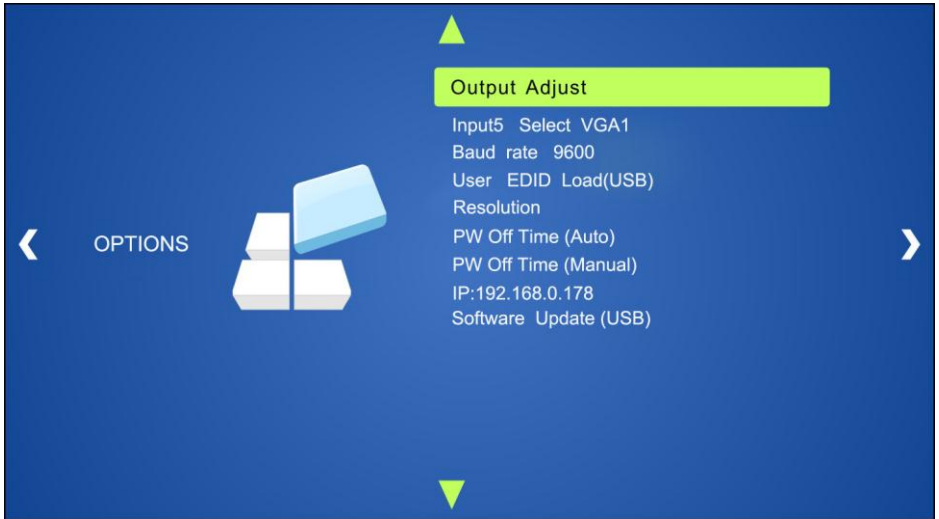 Output Adjust
Input5 Select VGA1
Baud rate 9600
User EDID Load(USB)
Resolution
OPTIONS
PW Off Time (Auto)
PW Off Time (Manual)
IP:192.168.0.178
Software Update (USB)